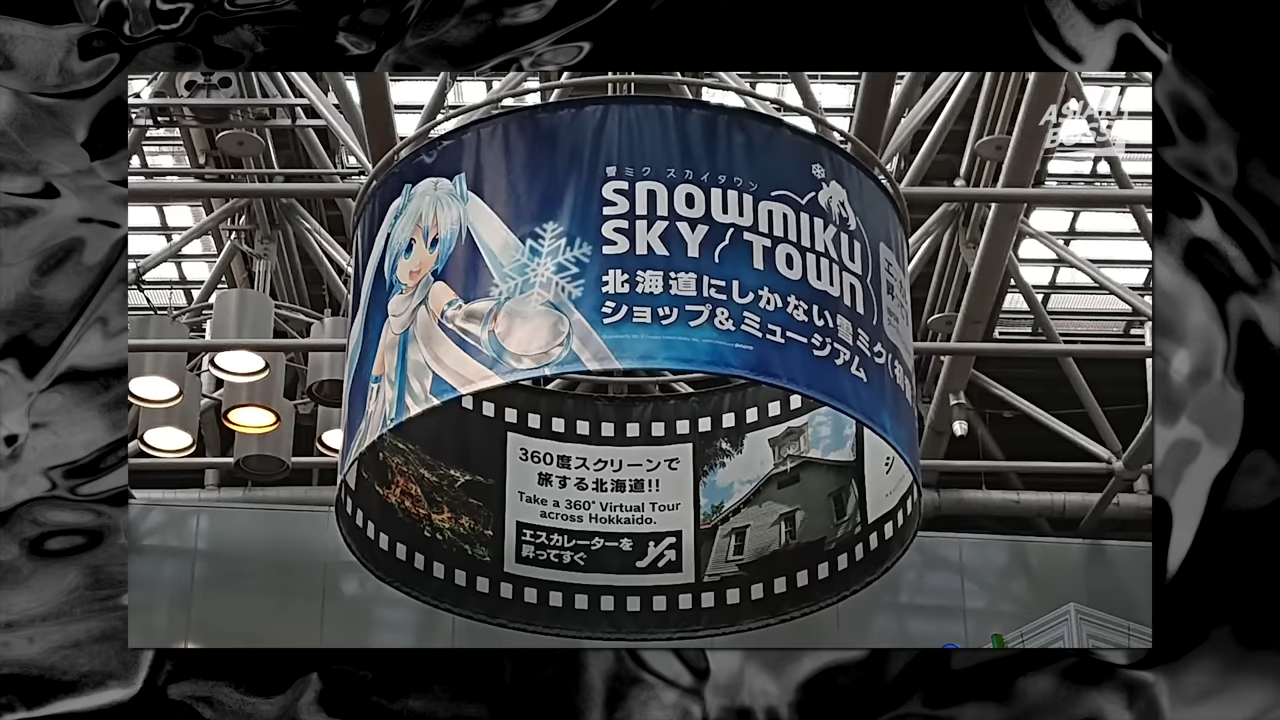 ASIAN
BOSS
雪ミク スカイタウン
SNOWMIKU
SKY TOWN
北海道にしかない雪ミク(初
ショップ&ミュージアム
360度スクリーンで
旅する北海道!!
Take a 360° Virtual Tour
across Hokkaido.
エスカレーターを
昇ってすぐ